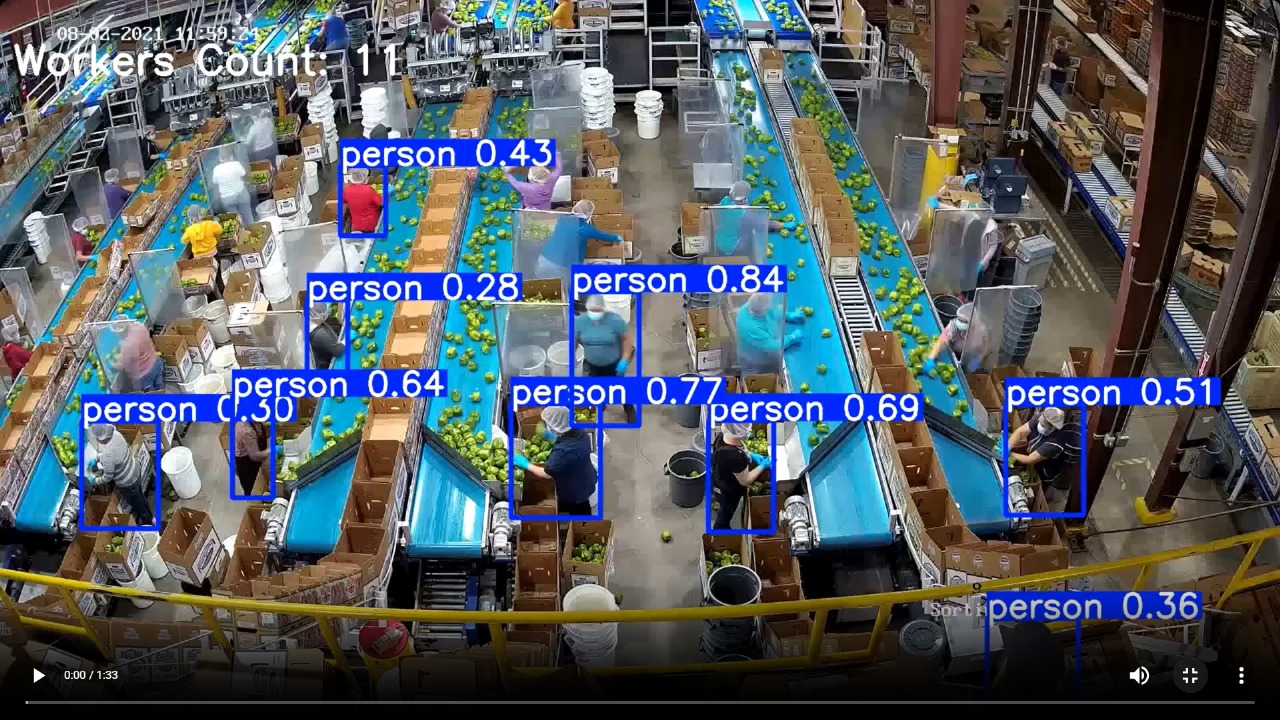 08-02-2021 11:59:24
Workers Count: 11
person 0.43
person 0.28
person 0.84
person 0.64
person 0.30
person 0.77
person 0.69
person 0.51
person 0.36
0:00 / 1:33